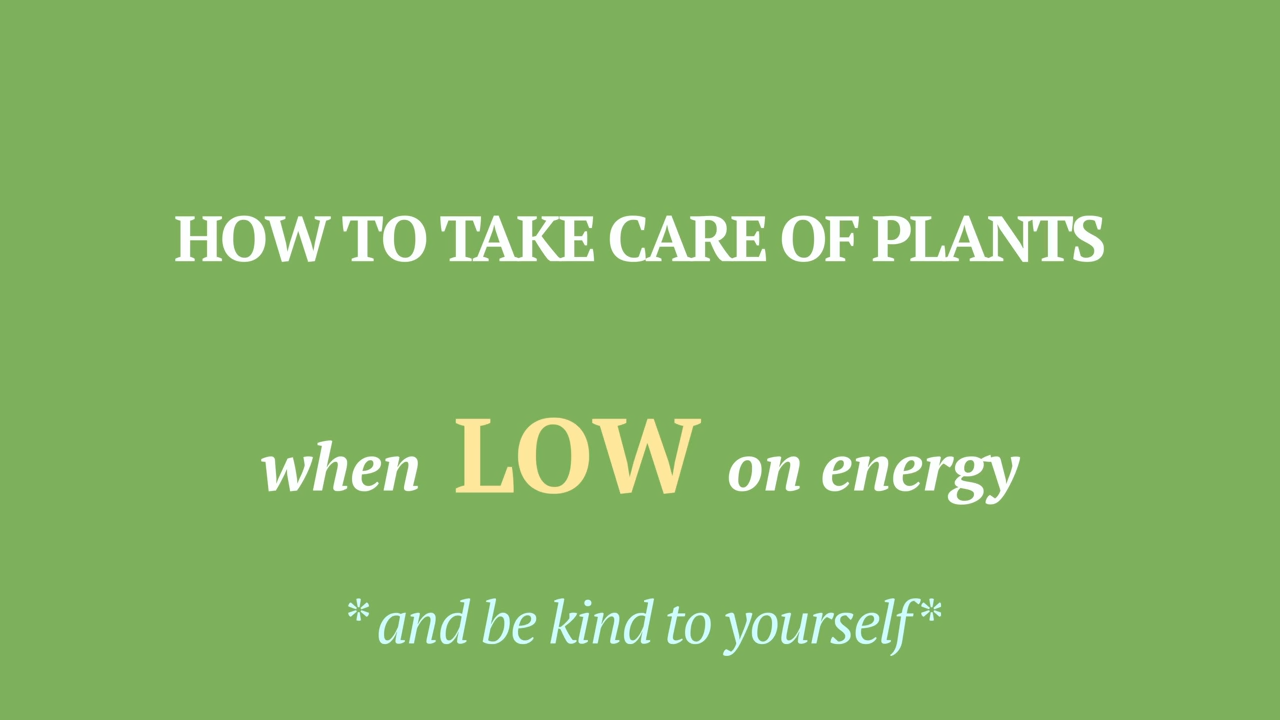 HOW TO TAKE CARE OF PLANTS
when LOW on energy
*and be kind to yourself*